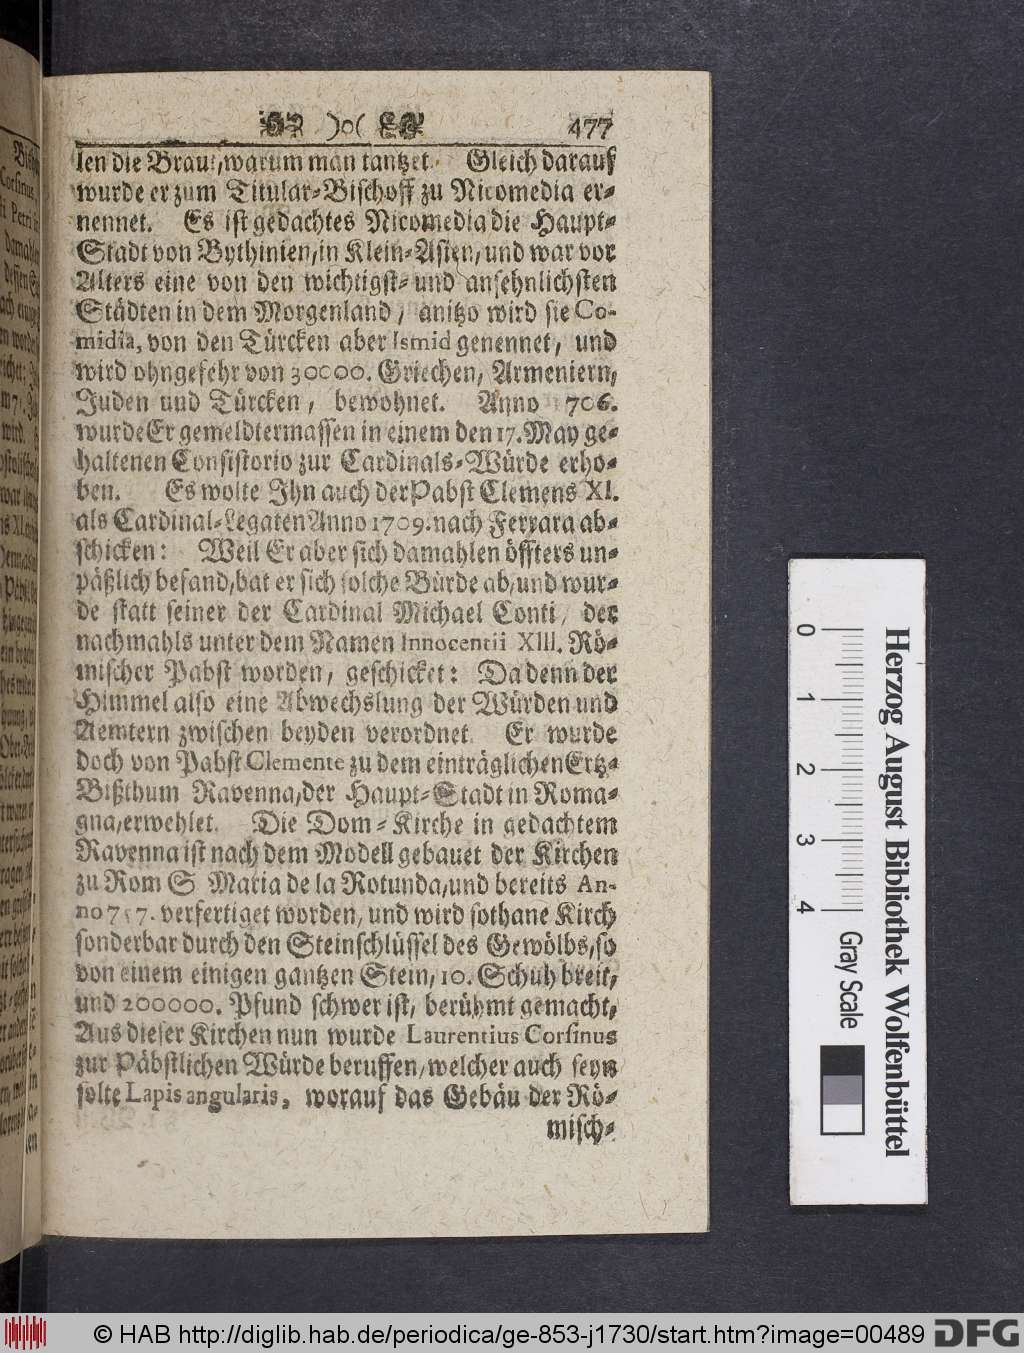 )o( 477
len die Braut, warum man tantzet. Gleich darauf
wurde er zum Titular-Bischoff zu Nicomedia er-
nennet. Es ist gedachtes Nicomedia die Haupt-
Stadt von Bythinien, in Klein-Asien, und war vor
Alters eine von den wichtigst- und ansehnlichsten
Städten in dem Morgenland, anitzo wird sie Co-
midia, von den Türcken aber Ismid genennet, und
wird ohngefehr von 30000. Griechen, Armeniern,
Juden und Türcken, bewohnet. Anno 706.
wurde Er gemeldtermassen in einem den 17. May ge-
haltenen Consistorio zur Cardinals-Würde erho-
ben. Es wolte Ihn auch der Pabst Clemens XI.
als Cardinal-Legaten Anno 1709. nach Ferrara ab-
schicken: Weil Er aber sich damahlen öffters un-
päßlich befand, bat er sich solche Bürde ab, und wur-
de statt seiner der Cardinal Michael Conti, der
nachmahls unter dem Namen Innocentii XIII. Rö-
mischer Pabst worden, geschicket: Da denn der
Himmel also eine Abwechslung der Würden und
Aemtern zwischen beyden verordnet. Er wurde
doch von Pabst Clemente zu dem einträglichen Ertz-
Bißthum Ravenna, der Haupt-Stadt in Roma-
gna, erwehlet. Die Dom-Kirche in gedachtem
Ravenna ist nach dem Modell gebauet der Kirchen
zu Rom S. Maria de la Rotunda, und bereits An-
no 757. verfertiget worden, und wird sothane Kirch
sonderbar durch den Steinschlüssel des Gewölbs, so
von einem einigen gantzen Stein, 10. Schuh breit,
und 200000. Pfund schwer ist, berühmt gemacht,
Aus dieser Kirchen nun wurde Laurentius Corsinus
zur Päbstlichen Würde beruffen, welcher auch seyn
solte Lapis angularis, worauf das Gebäu der Rö-
misch-
0 1 2 3 4
Gray Scale
Herzog August Bibliothek Wolfenbüttel
© HAB http://diglib.hab.de/periodica/ge-853-j1730/start.htm?image=00489 DFG